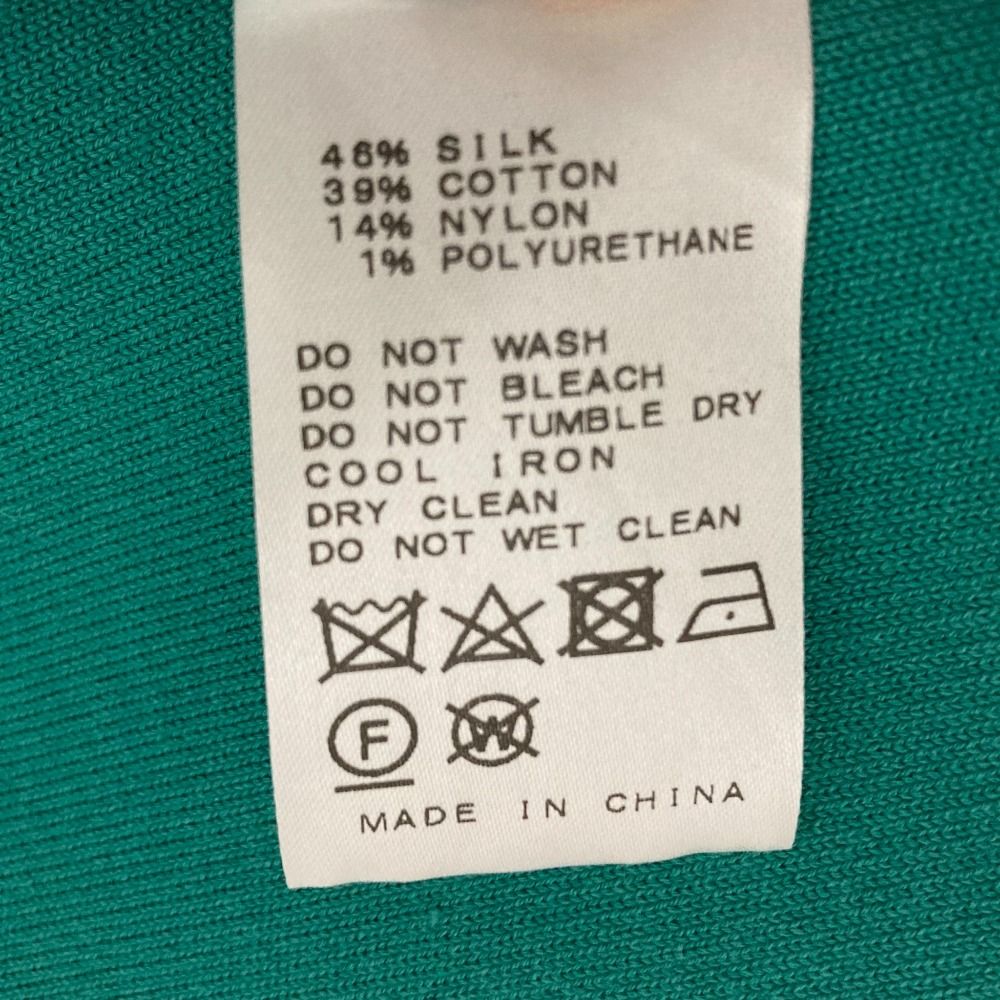 46% SILK
39% COTTON
14% NYLON
1% POLYURETHANE
DO NOT WASH
DO NOT BLEACH
DO NOT TUMBLE DRY
COOL IRON
DRY CLEAN
DO NOT WET CLEAN
F W
MADE IN CHINA